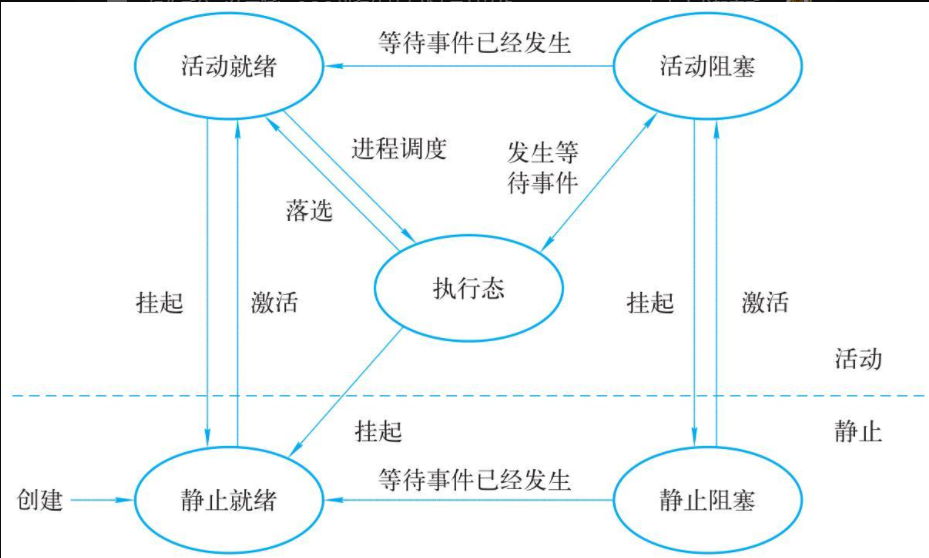 等待事件已经发生
活动就绪
活动阻塞
进程调度
发生等
待事件
落选
执行态
挂起
激活
挂起
激活
活动
挂起
静止
等待事件已经发生
创建
静止就绪
静止阻塞